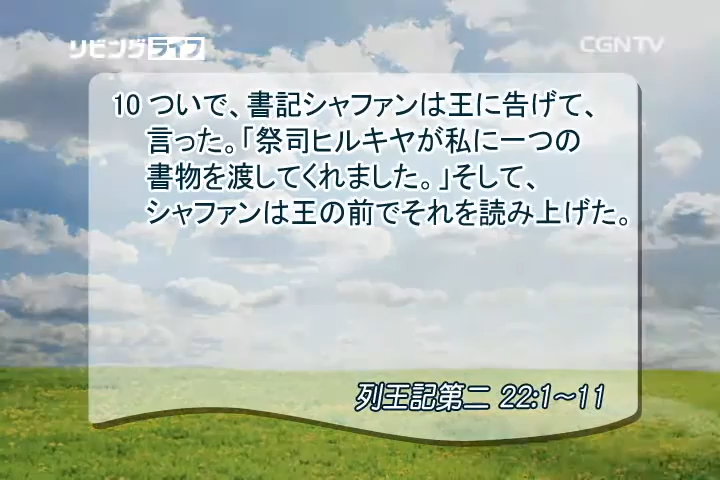 リビングライフ
CGNTV
10 ついで、書記シャファンは王に告げて、
言った。「祭司ヒルキヤが私に一つの
書物を渡してくれました。」そして、
シャファンは王の前でそれを読み上げた。
列王記第二 22:1～11